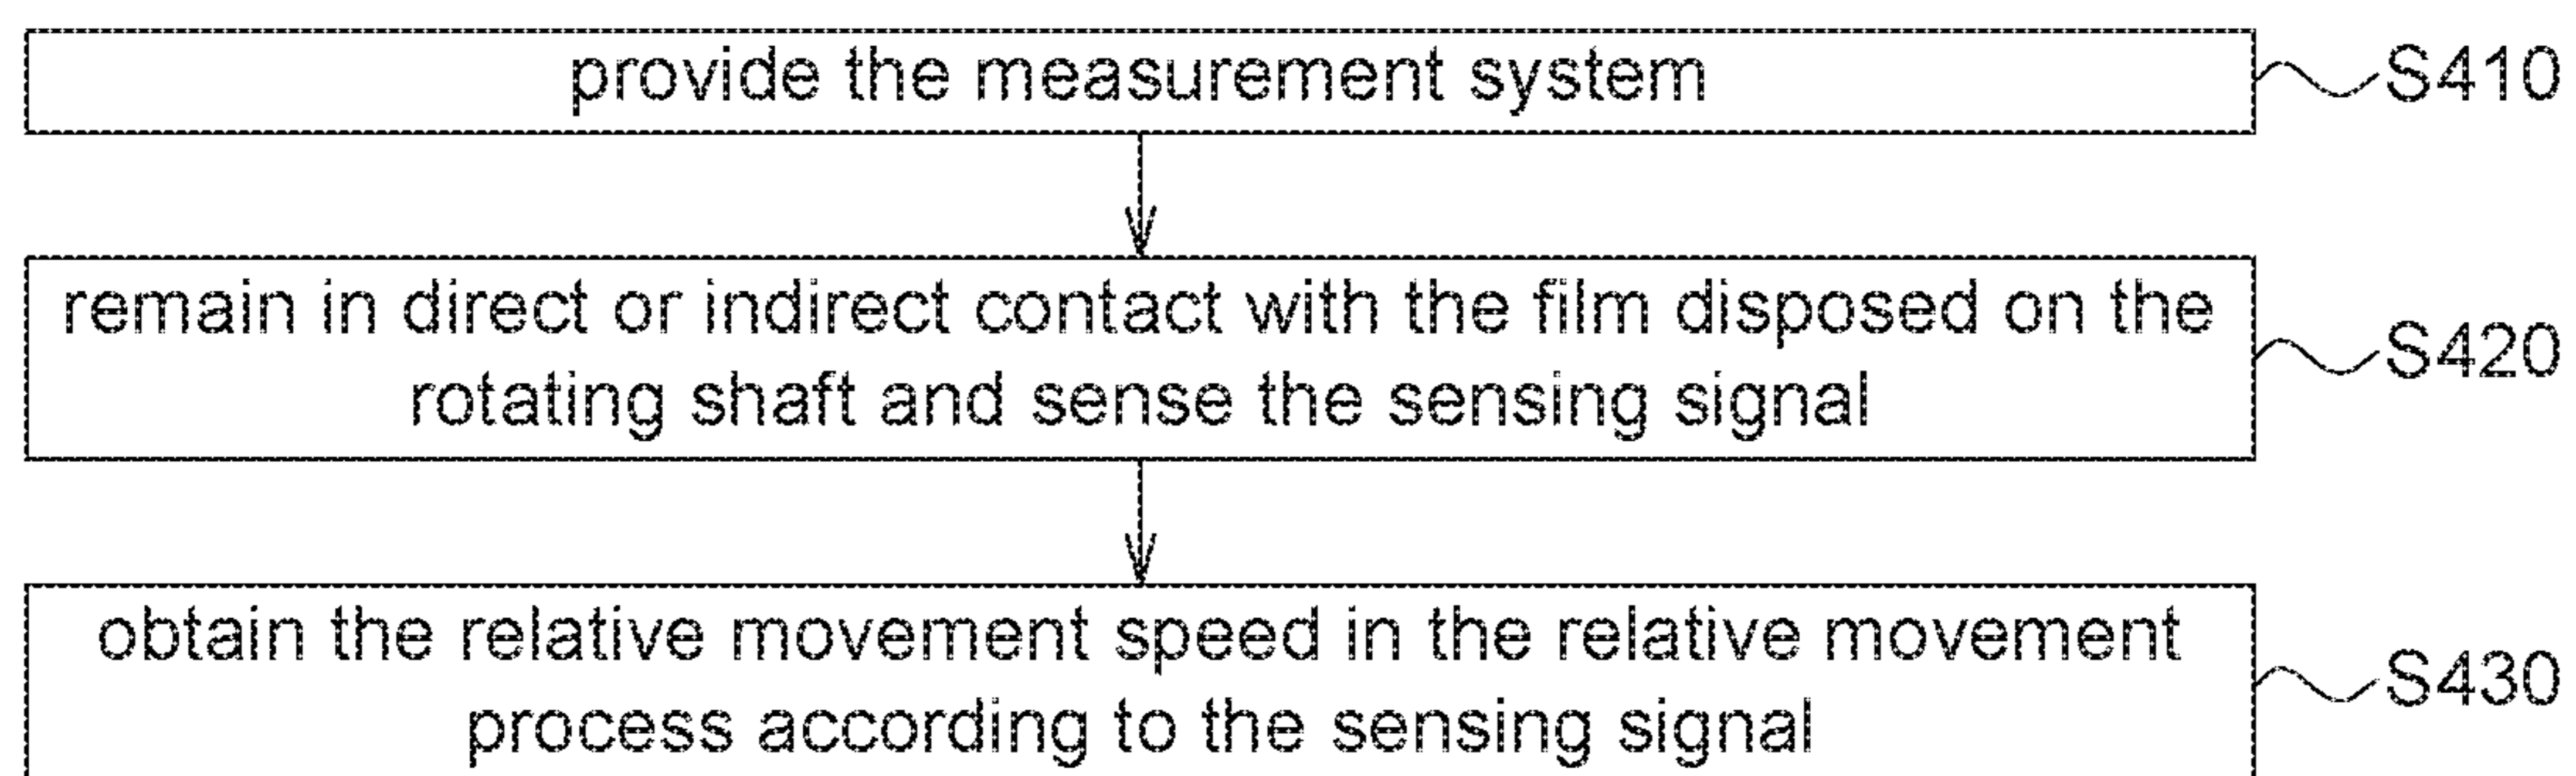 provide the measurement system
S410
remain in direct or indirect contact with the film disposed on the
rotating shaft and sense the sensing signal
S420
obtain the relative movement speed in the relative movement
process according to the sensing signal
S430